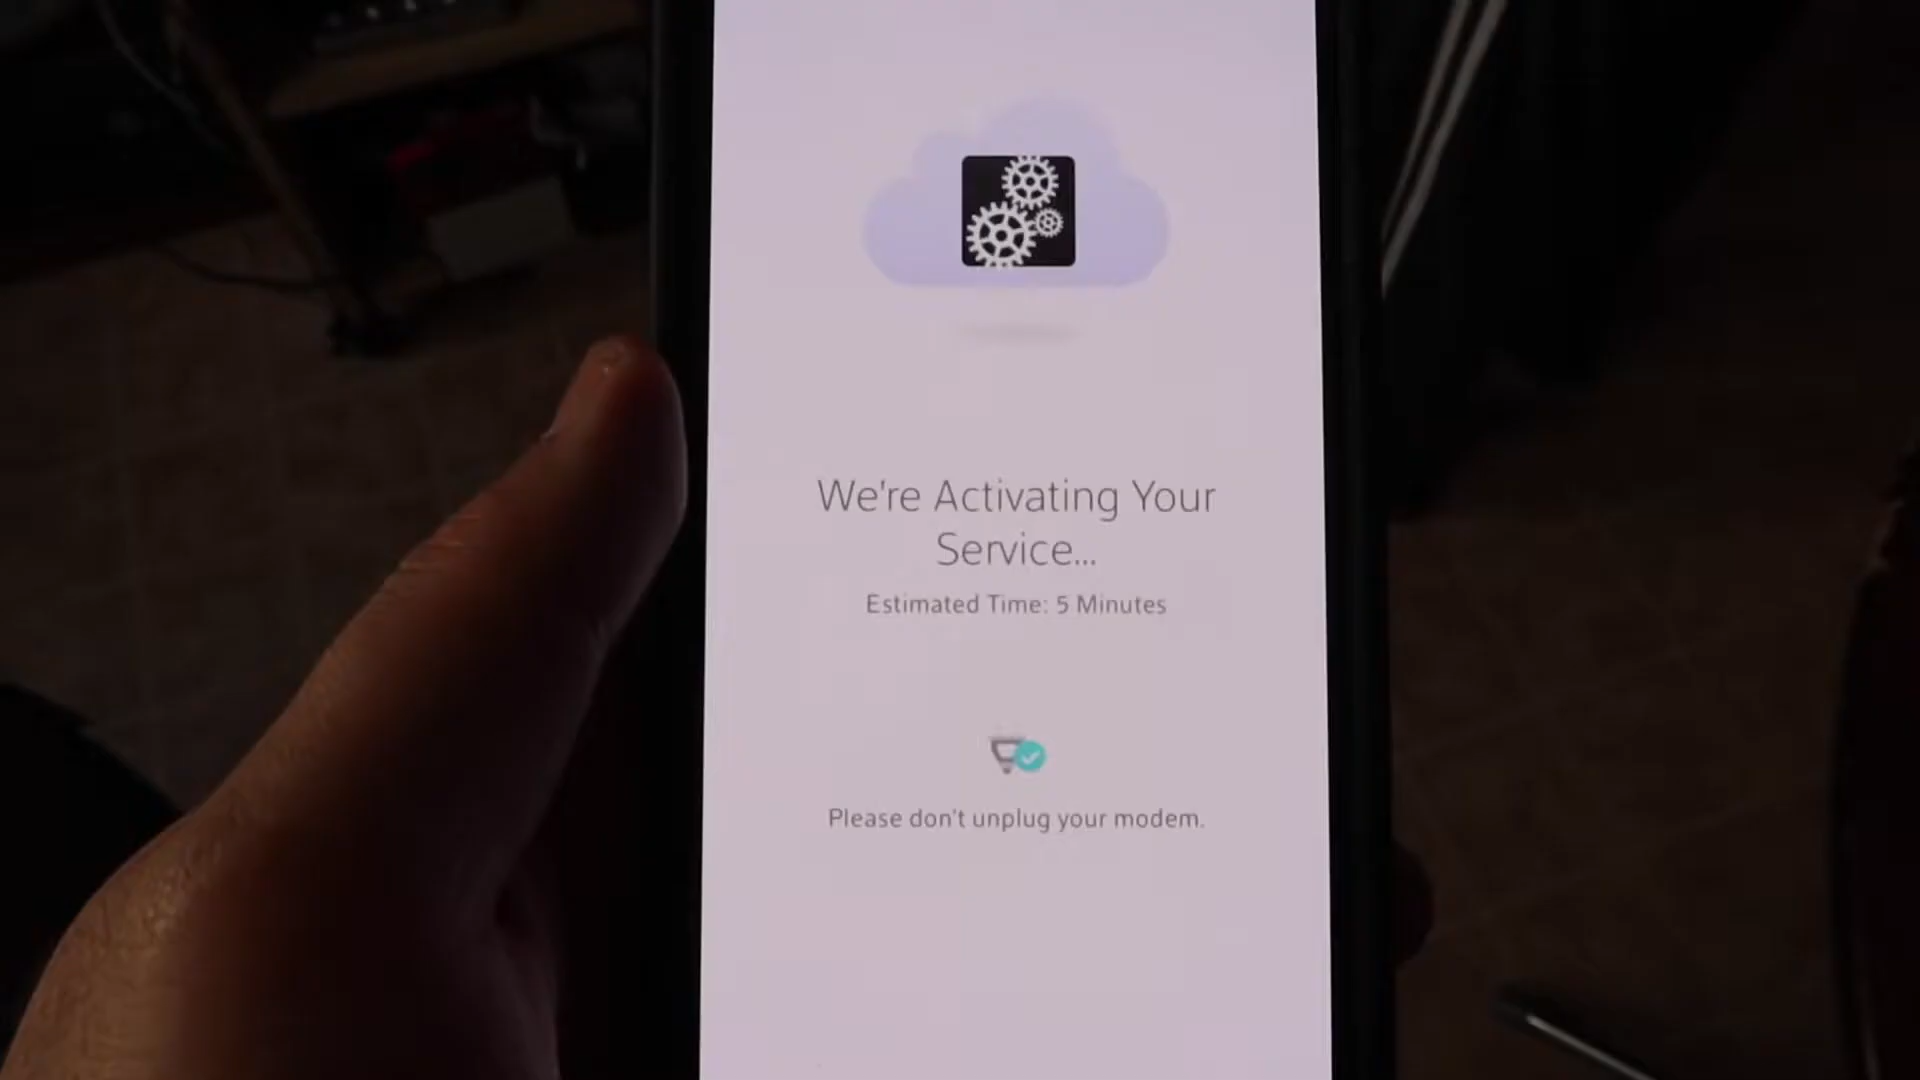 We're Activating Your
Service...
Estimated Time: 5 Minutes
Please don't unplug your modem.